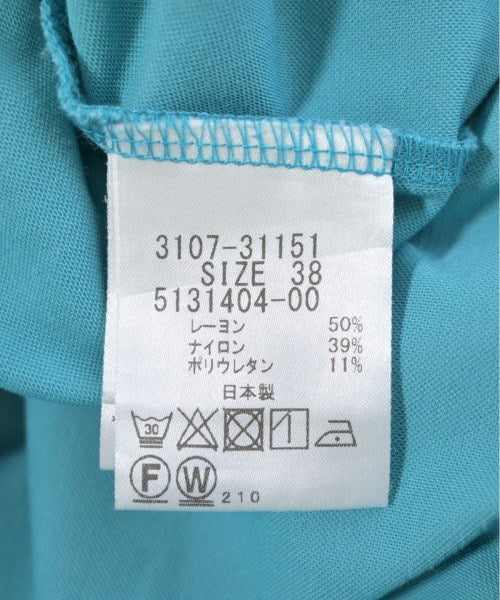 3107-31151
SIZE 38
5131404-00
レーヨン 50%
ナイロン 39%
ポリウレタン 11%
日本製
30
F W 210